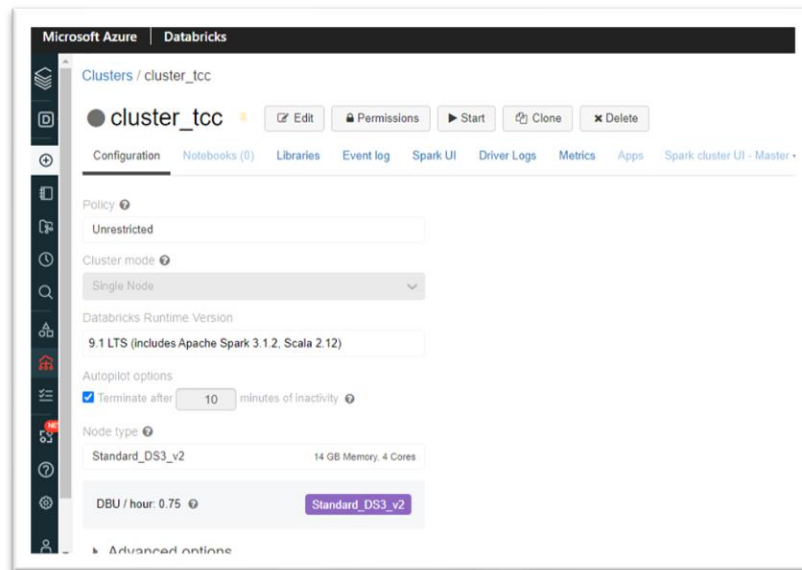 Microsoft Azure | Databricks
Clusters / cluster_tcc
cluster_tcc Edit Permissions Start Clone Delete
Configuration Notebooks (0) Libraries Event log Spark UI Driver Logs Metrics Apps Spark cluster UI - Master
Policy
Unrestricted
Cluster mode
Single Node
Databricks Runtime Version
9.1 LTS (includes Apache Spark 3.1.2, Scala 2.12)
Autopilot options
Terminate after 10 minutes of inactivity
Node type
Standard_DS3_v2 14 GB Memory, 4 Cores
DBU / hour: 0.75 Standard_DS3_v2
Advanced options